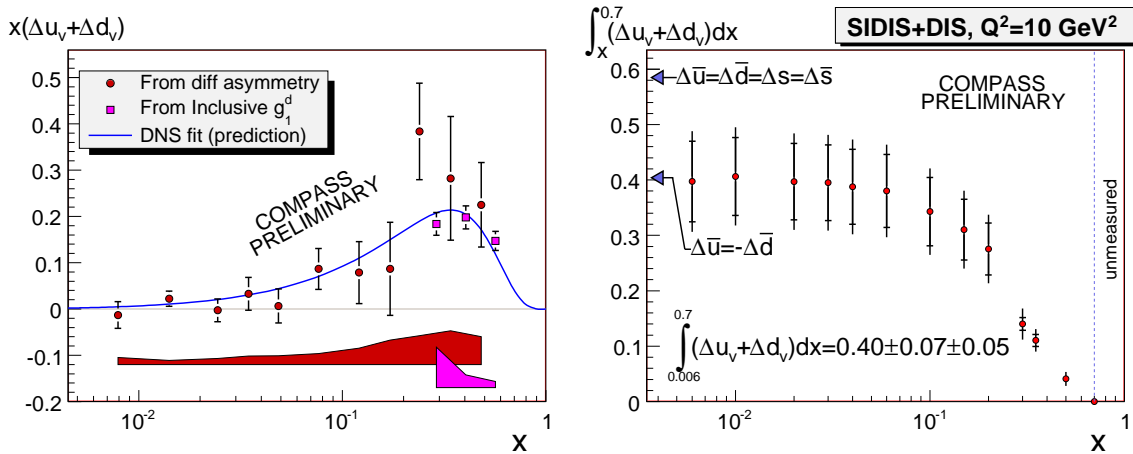 x(Δu_v+Δd_v)
0.5
0.4
0.3
0.2
0.1
0
-0.1
-0.2
From diff asymmetry
From Inclusive g_1^d
DNS fit (prediction)
COMPASS
PRELIMINARY
10^-2
10^-1
1
x
∫_x^0.7 (Δu_v+Δd_v)dx
SIDIS+DIS, Q²=10 GeV²
0.6
0.5
0.4
0.3
0.2
0.1
0
Δū=Δd̄=Δs=Δs̄
COMPASS
PRELIMINARY
Δū=-Δd̄
unmeasured
∫_0.006^0.7 (Δu_v+Δd_v)dx=0.40±0.07±0.05
10^-2
10^-1
1
x